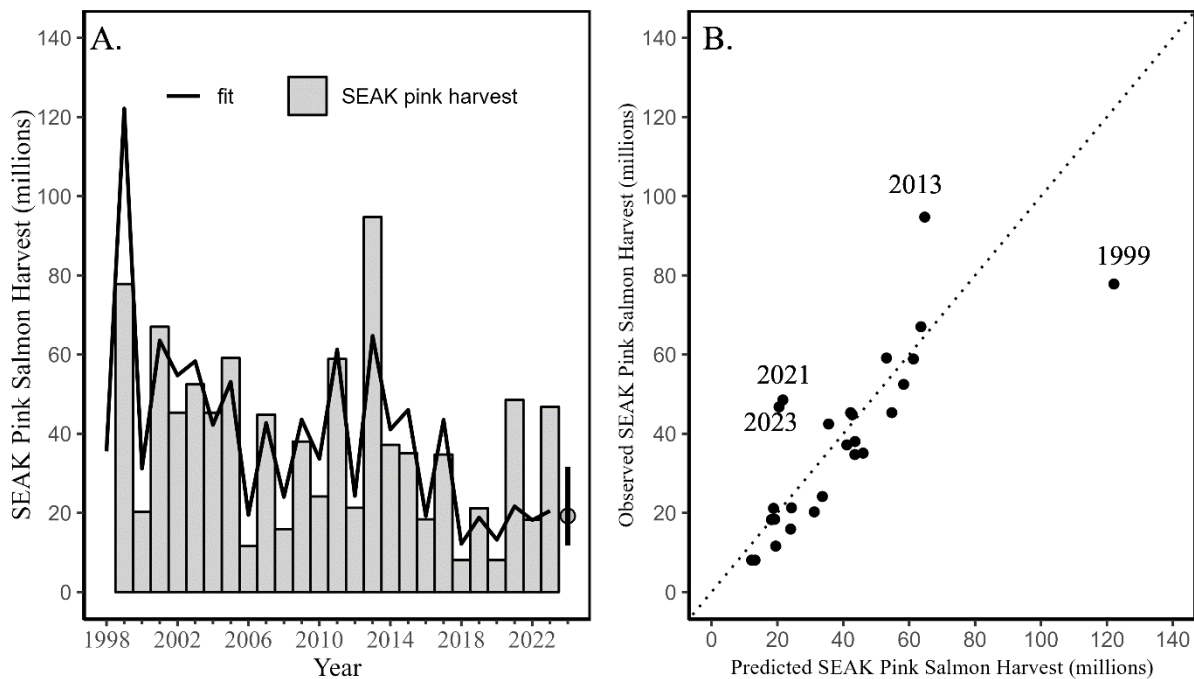 A.
fit
SEAK pink harvest
SEAK Pink Salmon Harvest (millions)
140
120
100
80
60
40
20
0
1998 2002 2006 2010 2014 2018 2022
Year
B.
Observed SEAK Pink Salmon Harvest (millions)
140
120
100
80
60
40
20
0
2013
1999
2021
2023
0 20 40 60 80 100 120 140
Predicted SEAK Pink Salmon Harvest (millions)